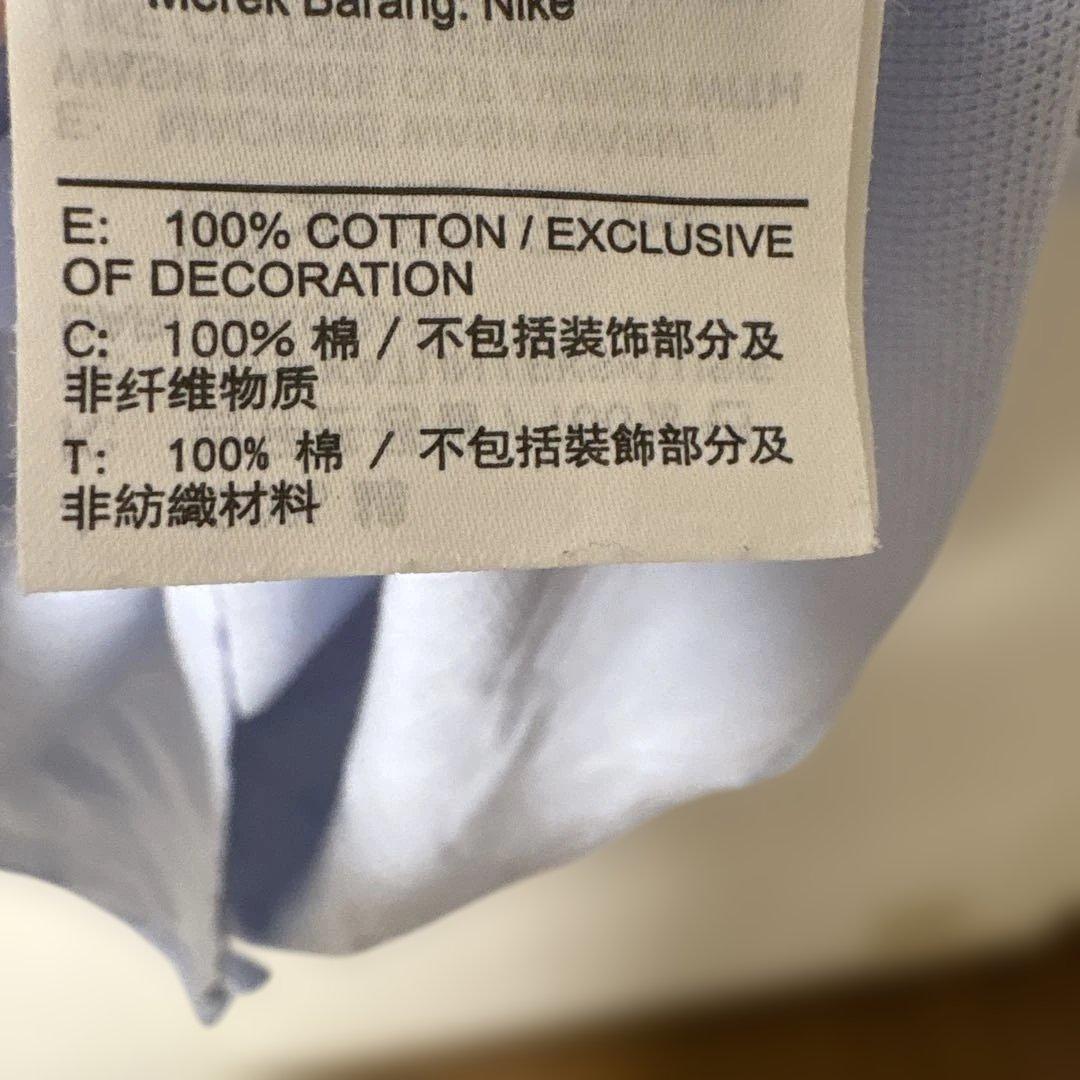 Merek Barang: Nike
E: 100% COTTON / EXCLUSIVE
OF DECORATION
C: 100% 棉 / 不包括装饰部分及
非纤维物质
T: 100% 棉 / 不包括裝飾部分及
非紡織材料